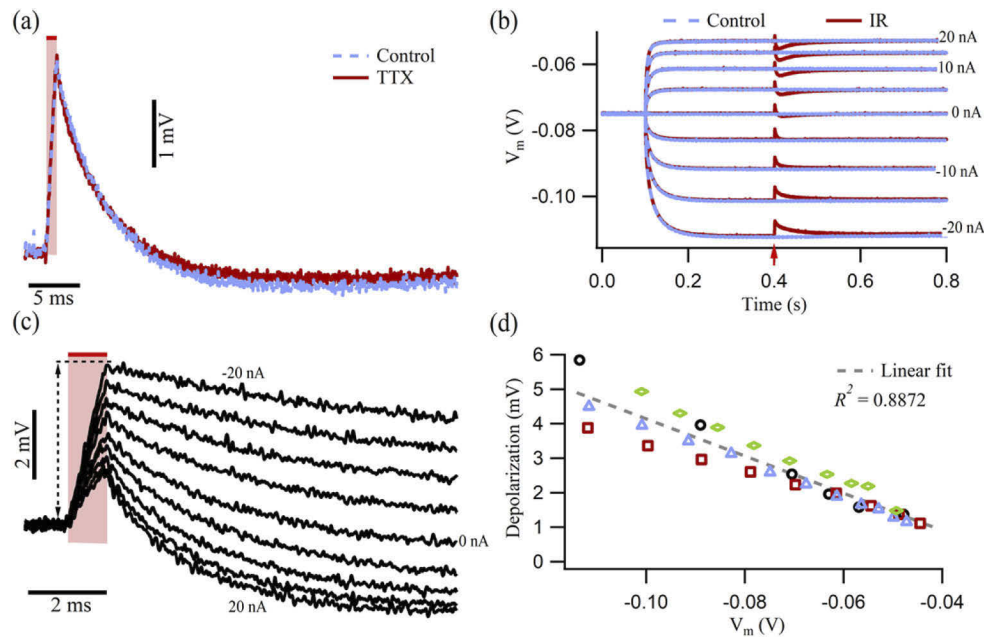 (a)
Control
TTX
1 mV
5 ms
(b)
Control
IR
20 nA
10 nA
0 nA
-10 nA
-20 nA
-0.06
-0.08
-0.10
Vm (V)
0.0
0.2
0.4
0.6
0.8
Time (s)
(c)
-20 nA
2 mV
0 nA
2 ms
20 nA
(d)
Linear fit
R² = 0.8872
6
5
4
3
2
1
0
Depolarization (mV)
-0.10
-0.08
-0.06
-0.04
Vm (V)